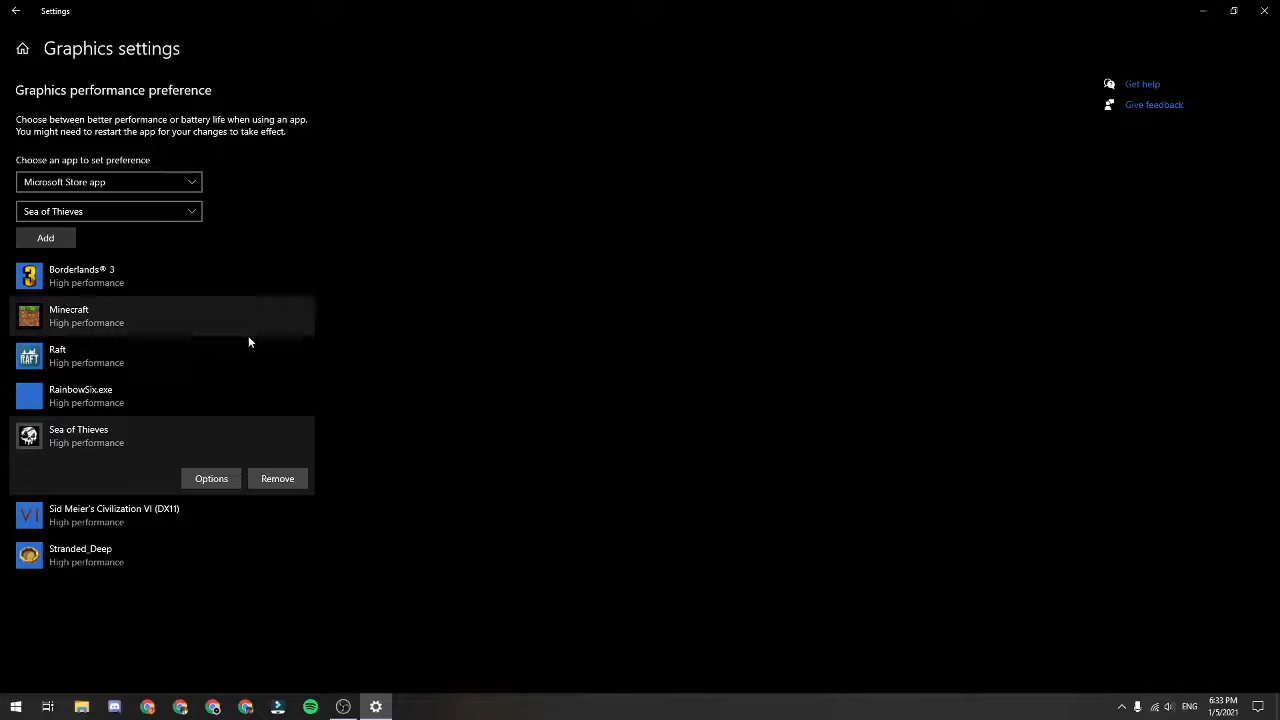 Settings
Graphics settings
Graphics performance preference
Get help
Give feedback
Choose between better performance or battery life when using an app.
You might need to restart the app for your changes to take effect.
Choose an app to set preference
Microsoft Store app
Sea of Thieves
Add
3
Borderlands® 3
High performance
Minecraft
High performance
RAFT
Raft
High performance
RainbowSix.exe
High performance
Sea of Thieves
High performance
Options
Remove
VI
Sid Meier's Civilization VI (DX11)
High performance
Stranded_Deep
High performance
ENG
6:33 PM
1/5/2021